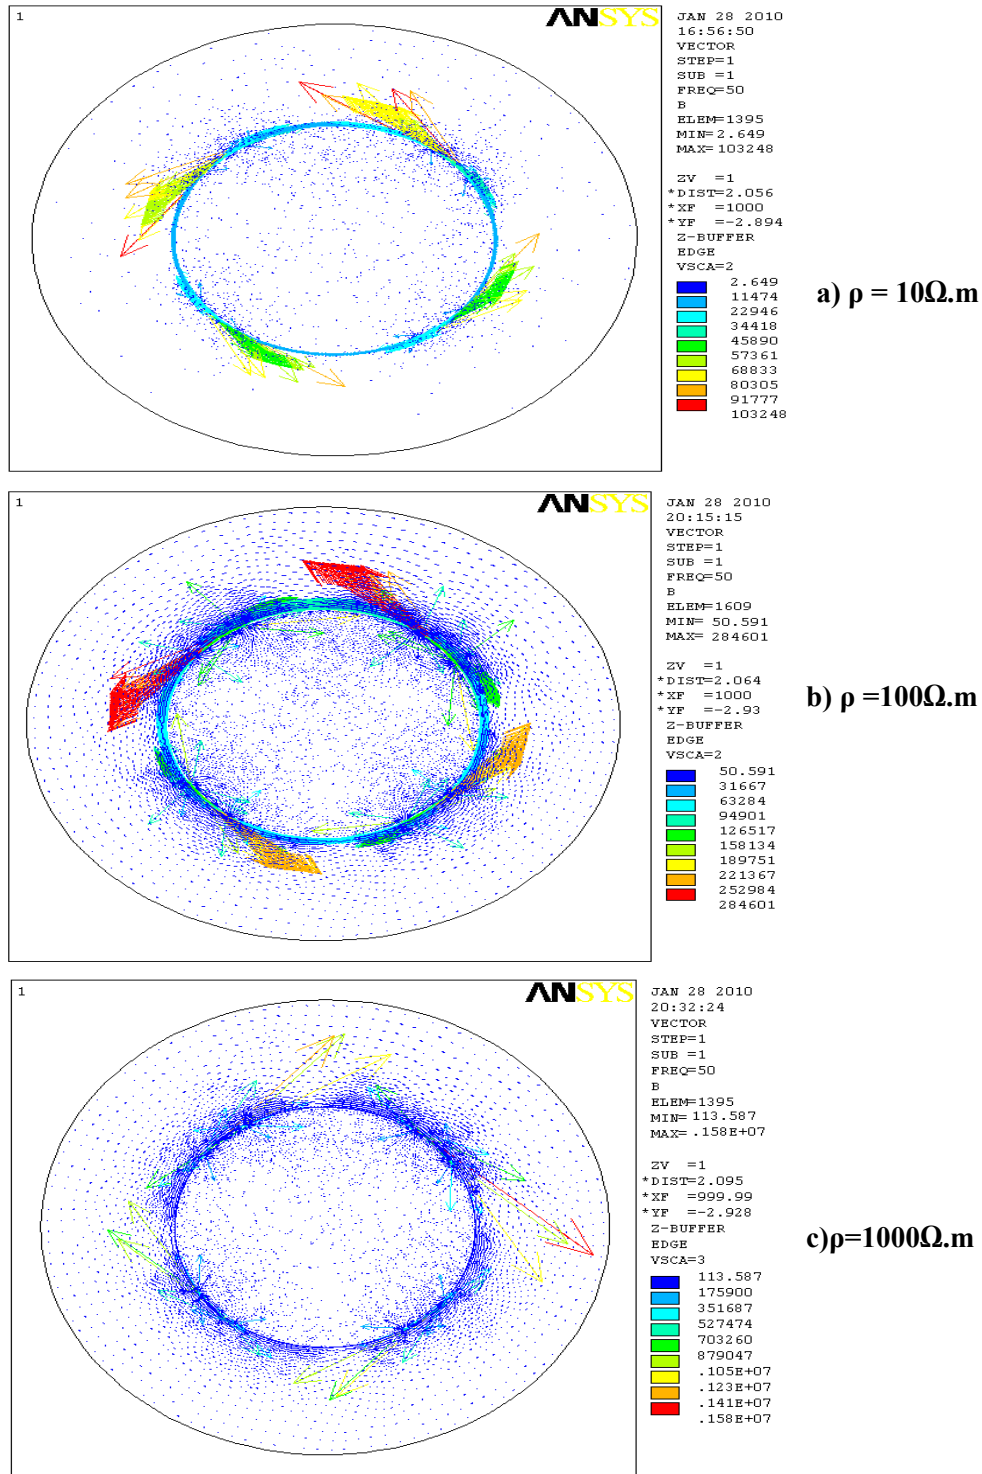 1
ANSYS
JAN 28 2010
16:56:50
VECTOR
STEP=1
SUB =1
FREQ=50
B
ELEM=1395
MIN=2.649
MAX=103248
ZV =1
*DIST=2.056
*XF =1000
*YF =-2.894
Z-BUFFER
EDGE
VSCA=2
2.649
11474
22946
34418
45890
57361
68833
80305
91777
103248
a) ρ = 10Ω.m
1
ANSYS
JAN 28 2010
20:15:15
VECTOR
STEP=1
SUB =1
FREQ=50
B
ELEM=1609
MIN= 50.591
MAX= 284601
ZV =1
*DIST=2.064
*XF =1000
*YF =-2.93
Z-BUFFER
EDGE
VSCA=2
50.591
31667
63284
94901
126517
158134
189751
221367
252984
284601
b) ρ =100Ω.m
1
ANSYS
JAN 28 2010
20:32:24
VECTOR
STEP=1
SUB =1
FREQ=50
B
ELEM=1395
MIN= 113.587
MAX= .158E+07
ZV =1
*DIST=2.095
*XF =999.99
*YF =-2.928
Z-BUFFER
EDGE
VSCA=3
113.587
175900
351687
527474
703260
879047
.105E+07
.123E+07
.141E+07
.158E+07
c)ρ=1000Ω.m